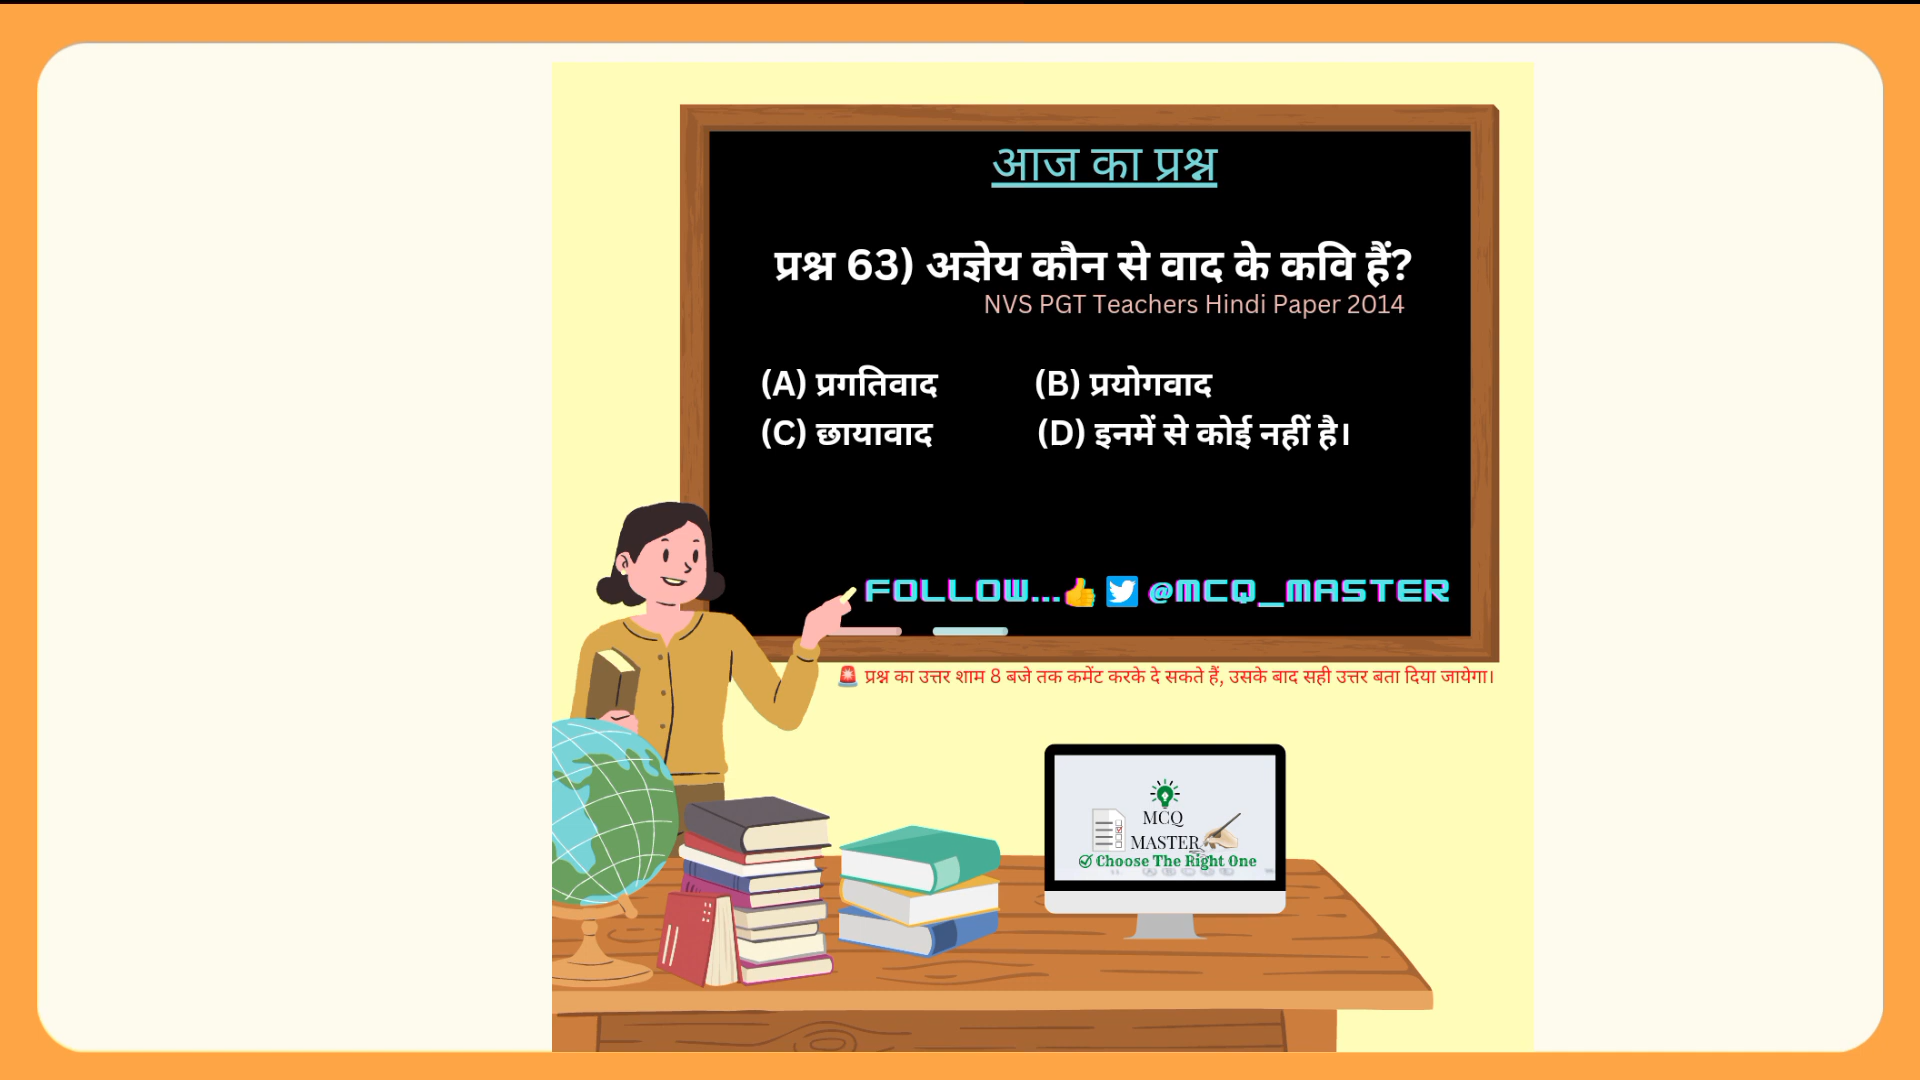 आज का प्रश्न
प्रश्न 63) अज्ञेय कौन से वाद के कवि हैं?
NVS PGT Teachers Hindi Paper 2014
(A) प्रगतिवाद (B) प्रयोगवाद
(C) छायावाद (D) इनमें से कोई नहीं है।
FOLLOW...👍 @MCQ_MASTER
🚨 प्रश्न का उत्तर शाम 8 बजे तक कमेंट करके दे सकते हैं, उसके बाद सही उत्तर बता दिया जायेगा।
MCQ
MASTER
Choose The Right One